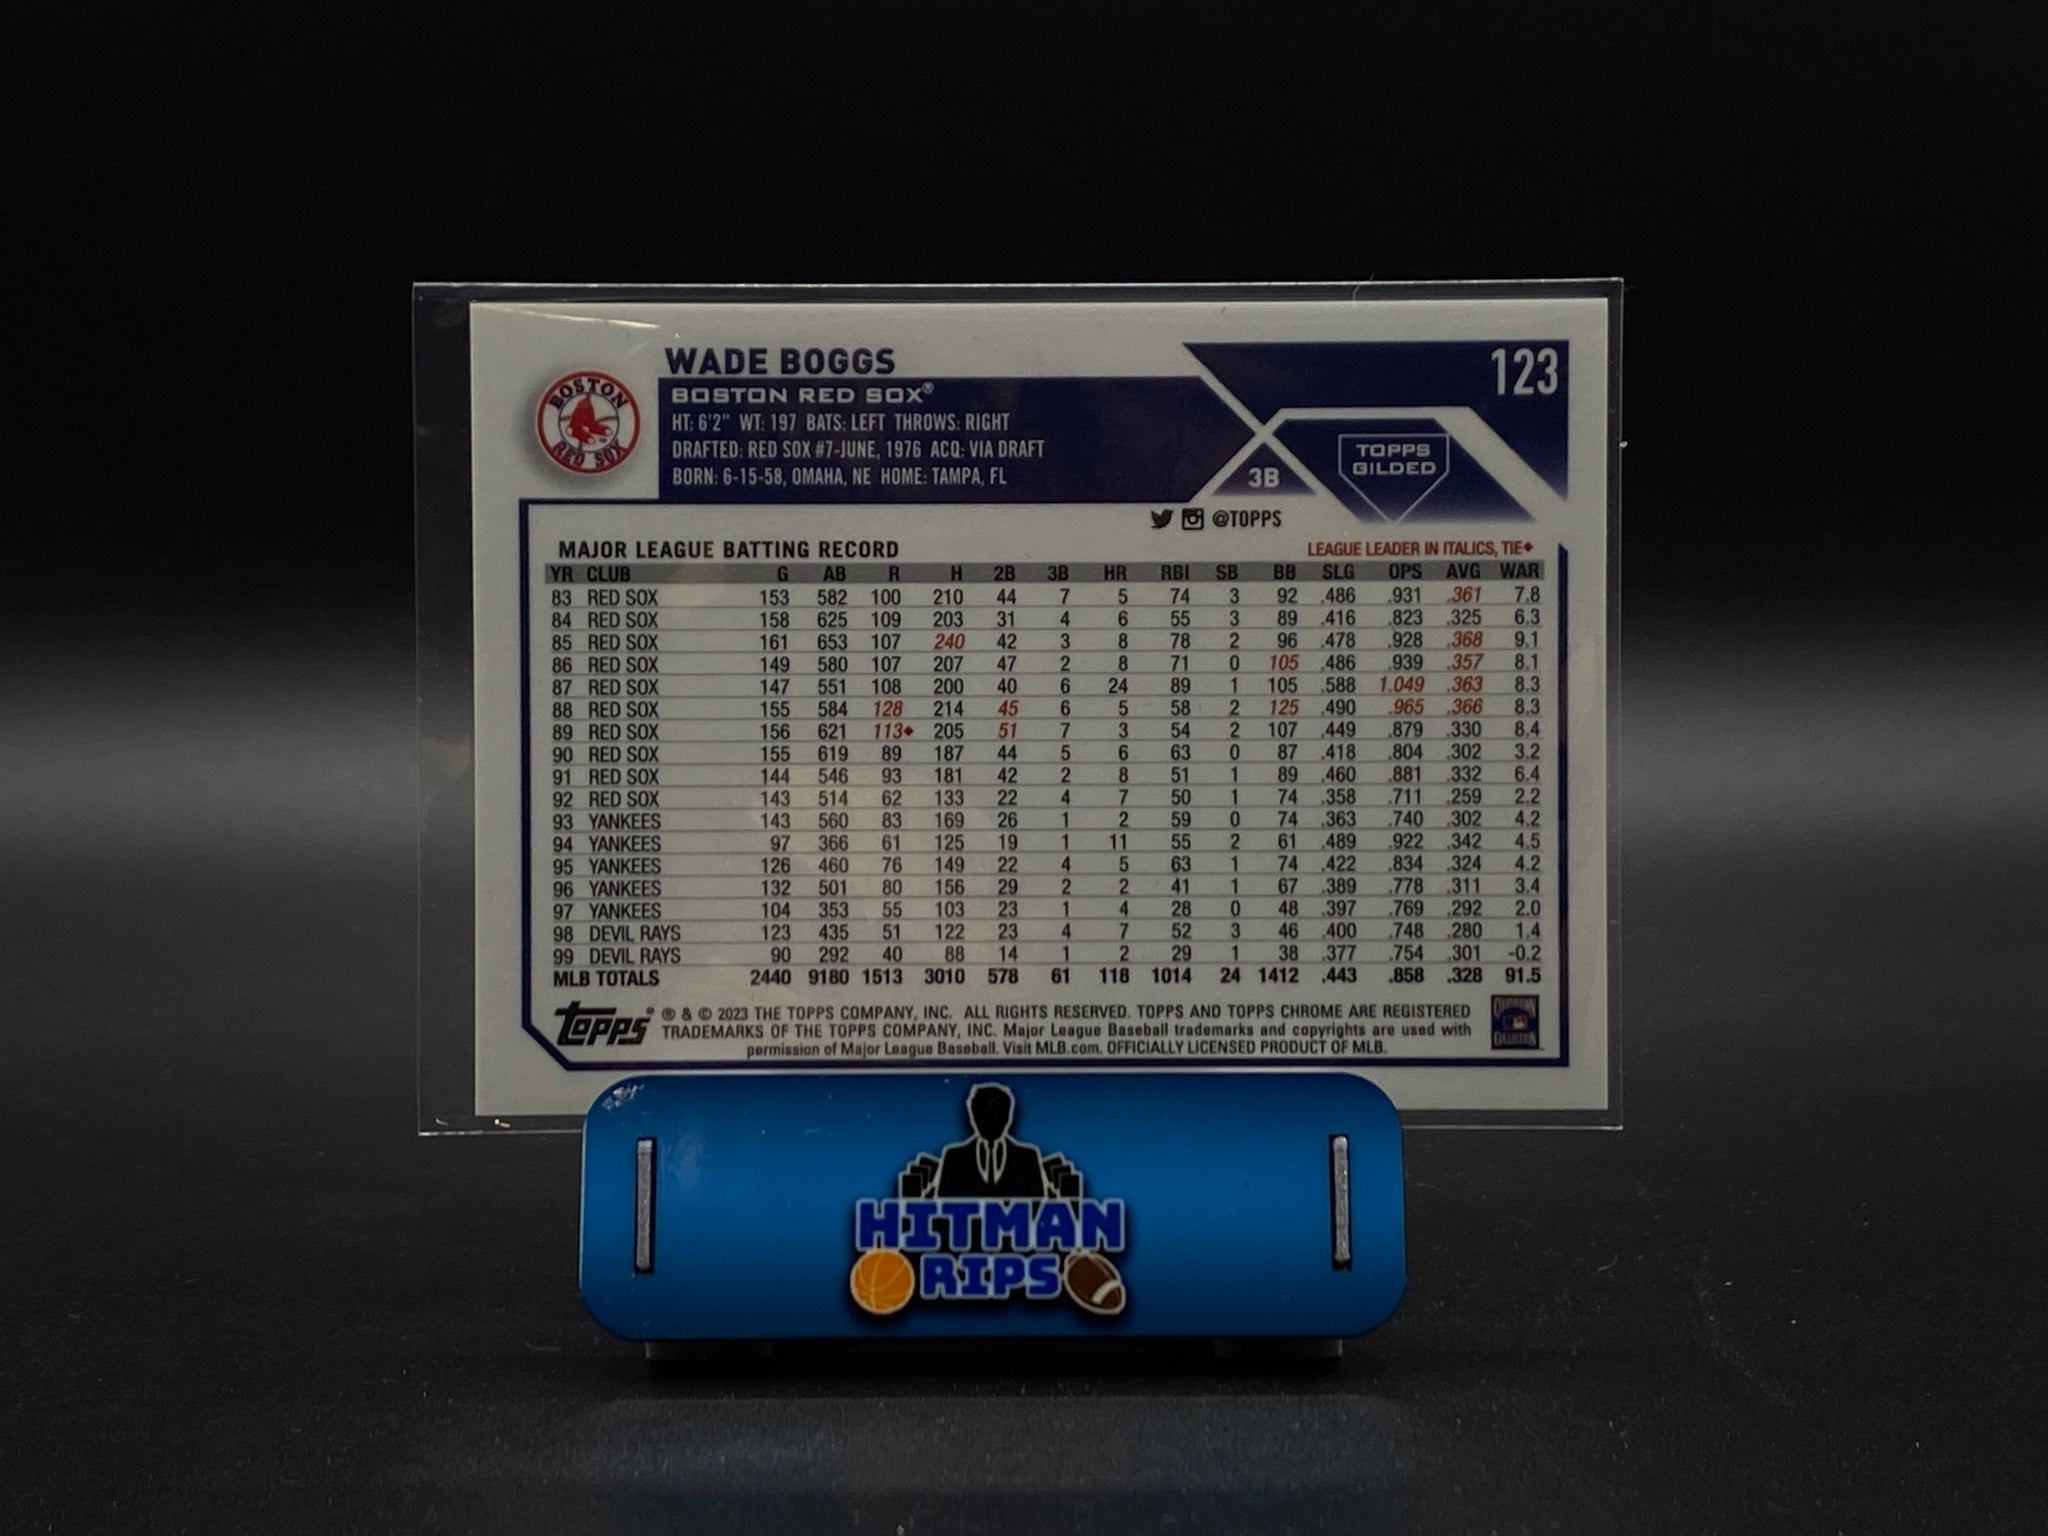 WADE BOGGS
123
BOSTON RED SOX®
HT: 6'2" WT: 197 BATS: LEFT THROWS: RIGHT
DRAFTED: RED SOX #7-JUNE, 1976 ACQ: VIA DRAFT
BORN: 6-15-58, OMAHA, NE HOME: TAMPA, FL
3B
TOPPS
GILDED
BOSTON
RED SOX
@TOPPS
MAJOR LEAGUE BATTING RECORD
LEAGUE LEADER IN ITALICS, TIE♦
YR CLUB G AB R H 2B 3B HR RBI SB BB SLG OPS AVG WAR
83 RED SOX 153 582 100 210 44 7 5 74 3 92 .486 .931 .361 7.8
84 RED SOX 158 625 109 203 31 4 6 55 3 89 .416 .823 .325 6.3
85 RED SOX 161 653 107 240 42 3 8 78 2 96 .478 .928 .368 9.1
86 RED SOX 149 580 107 207 47 2 8 71 0 105 .486 .939 .357 8.1
87 RED SOX 147 551 108 200 40 6 24 89 1 105 .588 1.049 .363 8.3
88 RED SOX 155 584 128 214 45 6 5 58 2 125 .490 .965 .366 8.3
89 RED SOX 156 621 113♦ 205 51 7 3 54 2 107 .449 .879 .330 8.4
90 RED SOX 155 619 89 187 44 5 6 63 0 87 .418 .804 .302 3.2
91 RED SOX 144 546 93 181 42 2 8 51 1 89 .460 .881 .332 6.4
92 RED SOX 143 514 62 133 22 4 7 50 1 74 .358 .711 .259 2.2
93 YANKEES 143 560 83 169 26 1 2 59 0 74 .363 .740 .302 4.2
94 YANKEES 97 366 61 125 19 1 11 55 2 61 .489 .922 .342 4.5
95 YANKEES 126 460 76 149 22 4 5 63 1 74 .422 .834 .324 4.2
96 YANKEES 132 501 80 156 29 2 2 41 1 67 .389 .778 .311 3.4
97 YANKEES 104 353 55 103 23 1 4 28 0 48 .397 .769 .292 2.0
98 DEVIL RAYS 123 435 51 122 23 4 7 52 3 46 .400 .748 .280 1.4
99 DEVIL RAYS 90 292 40 88 14 1 2 29 1 38 .377 .754 .301 -0.2
MLB TOTALS 2440 9180 1513 3010 578 61 118 1014 24 1412 .443 .858 .328 91.5
topps® ® & © 2023 THE TOPPS COMPANY, INC. ALL RIGHTS RESERVED. TOPPS AND TOPPS CHROME ARE REGISTERED
TRADEMARKS OF THE TOPPS COMPANY, INC. Major League Baseball trademarks and copyrights are used with
permission of Major League Baseball. Visit MLB.com. OFFICIALLY LICENSED PRODUCT OF MLB.
HITMAN
RIPS